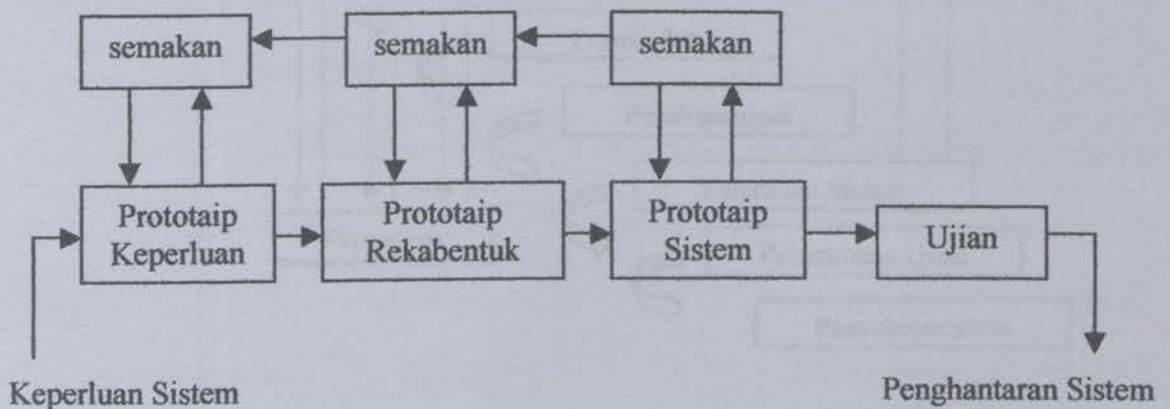 semakan
semakan
semakan
Prototaip
Keperluan
Prototaip
Rekabentuk
Prototaip
Sistem
Ujian
Keperluan Sistem
Penghantaran Sistem